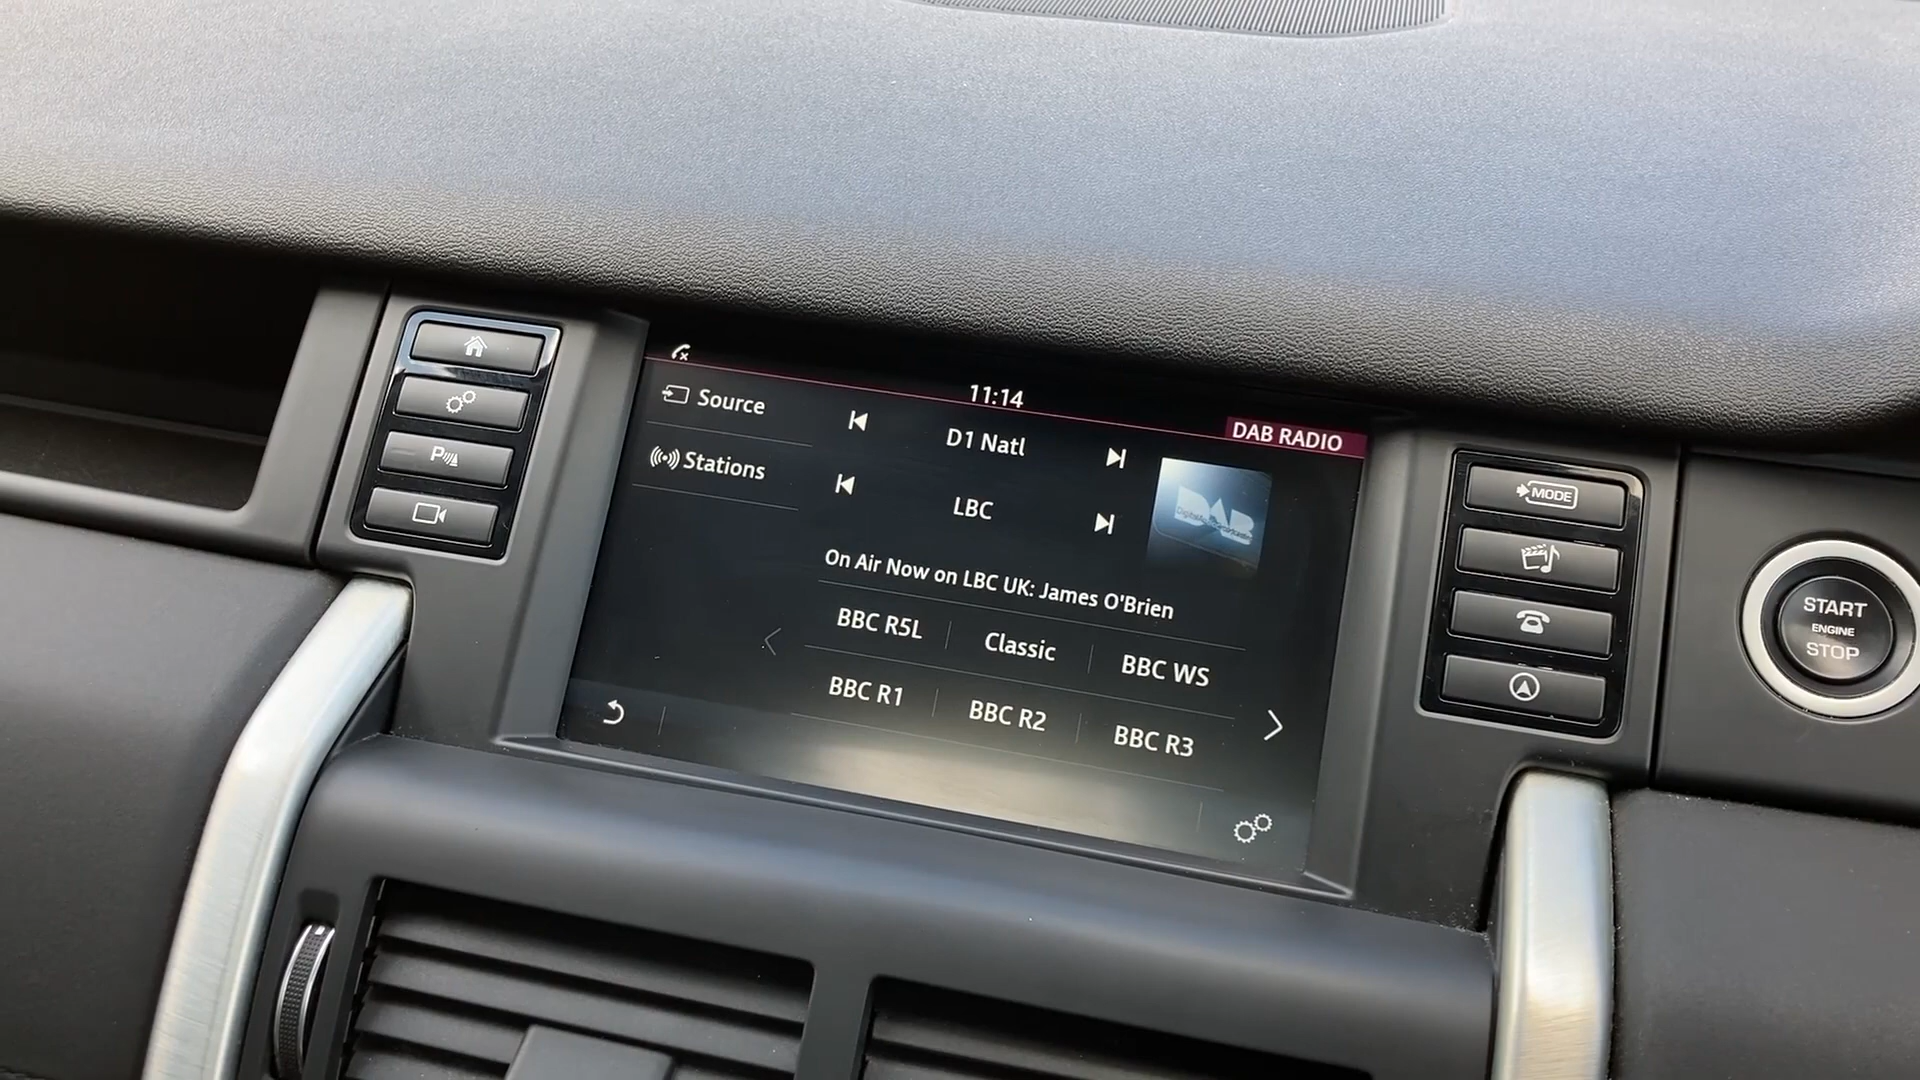 11:14
DAB RADIO
Source
D1 Natl
Stations
LBC
DAB
On Air Now on LBC UK: James O'Brien
BBC R5L
Classic
BBC WS
BBC R1
BBC R2
BBC R3
P
MODE
START
ENGINE
STOP